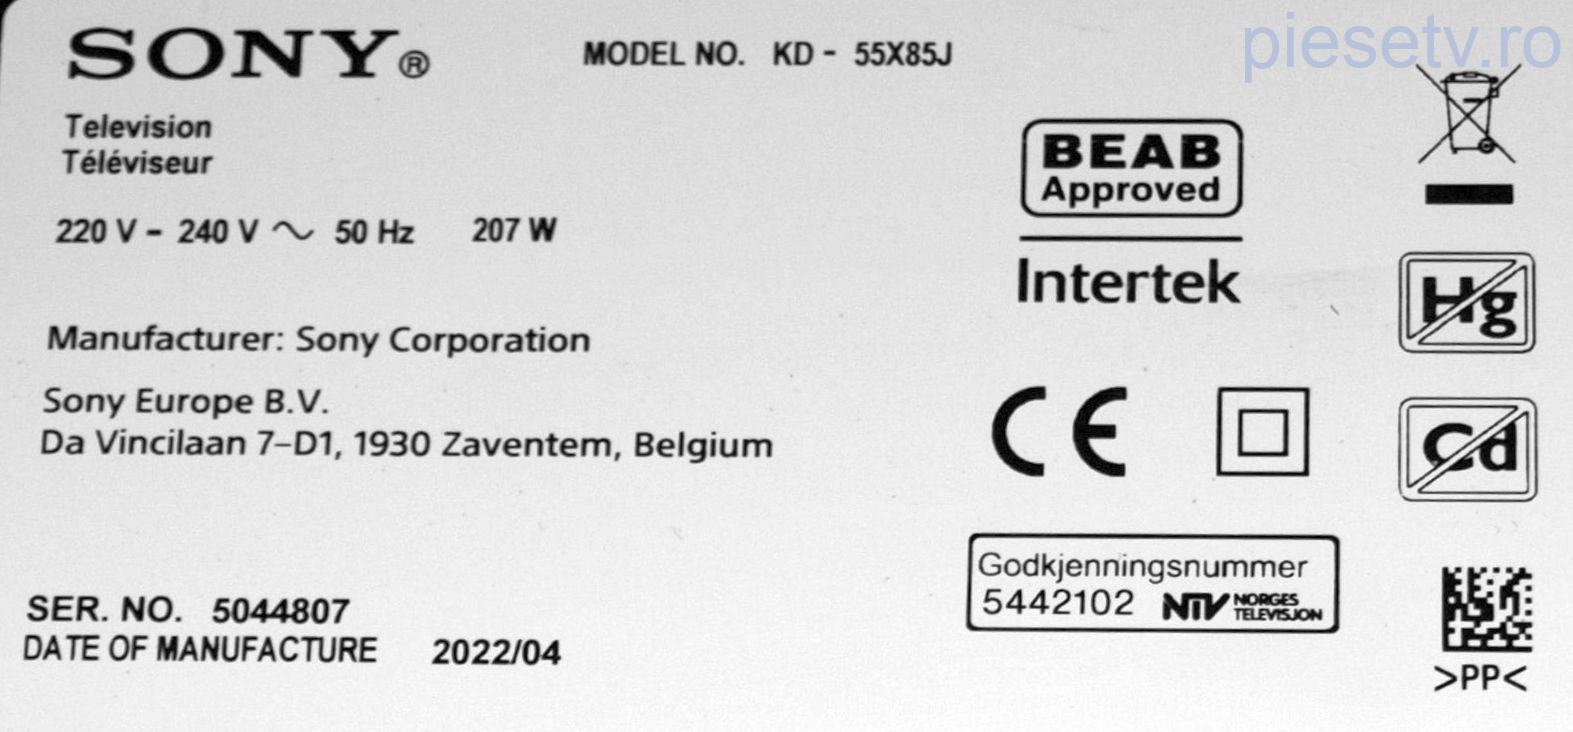 piesetv.ro
SONY®
MODEL NO. KD - 55X85J
Television
Téléviseur
220 V - 240 V ~ 50 Hz 207 W
Manufacturer: Sony Corporation
Sony Europe B.V.
Da Vincilaan 7–D1, 1930 Zaventem, Belgium
SER. NO. 5044807
DATE OF MANUFACTURE 2022/04
BEAB
Approved
Intertek
CE
Godkjenningsnummer
5442102 NTV NORGES
TELEVISJON
Hg
Cd
>PP<